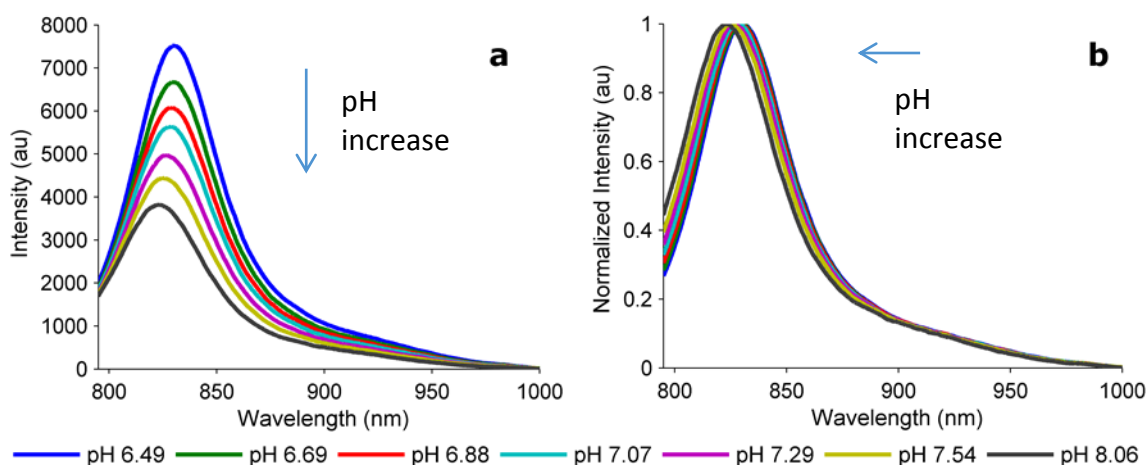 a
pH
increase
8000
7000
6000
5000
4000
3000
2000
1000
0
Intensity (au)
800
850
900
950
1000
Wavelength (nm)
b
pH
increase
1
0.8
0.6
0.4
0.2
0
Normalized Intensity (au)
800
850
900
950
1000
Wavelength (nm)
pH 6.49 pH 6.69 pH 6.88 pH 7.07 pH 7.29 pH 7.54 pH 8.06